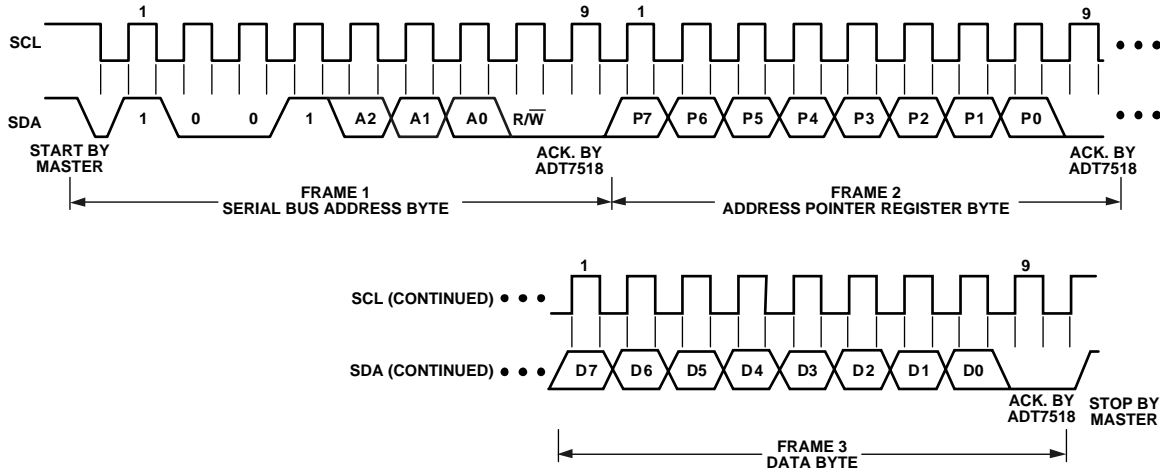 1 9 1 9
SCL
SDA 1 0 0 1 A2 A1 A0 R/W̅ P7 P6 P5 P4 P3 P2 P1 P0
START BY
MASTER
ACK. BY
ADT7518
ACK. BY
ADT7518
FRAME 1
SERIAL BUS ADDRESS BYTE
FRAME 2
ADDRESS POINTER REGISTER BYTE
1 9
SCL (CONTINUED)
SDA (CONTINUED) D7 D6 D5 D4 D3 D2 D1 D0
ACK. BY
ADT7518
STOP BY
MASTER
FRAME 3
DATA BYTE